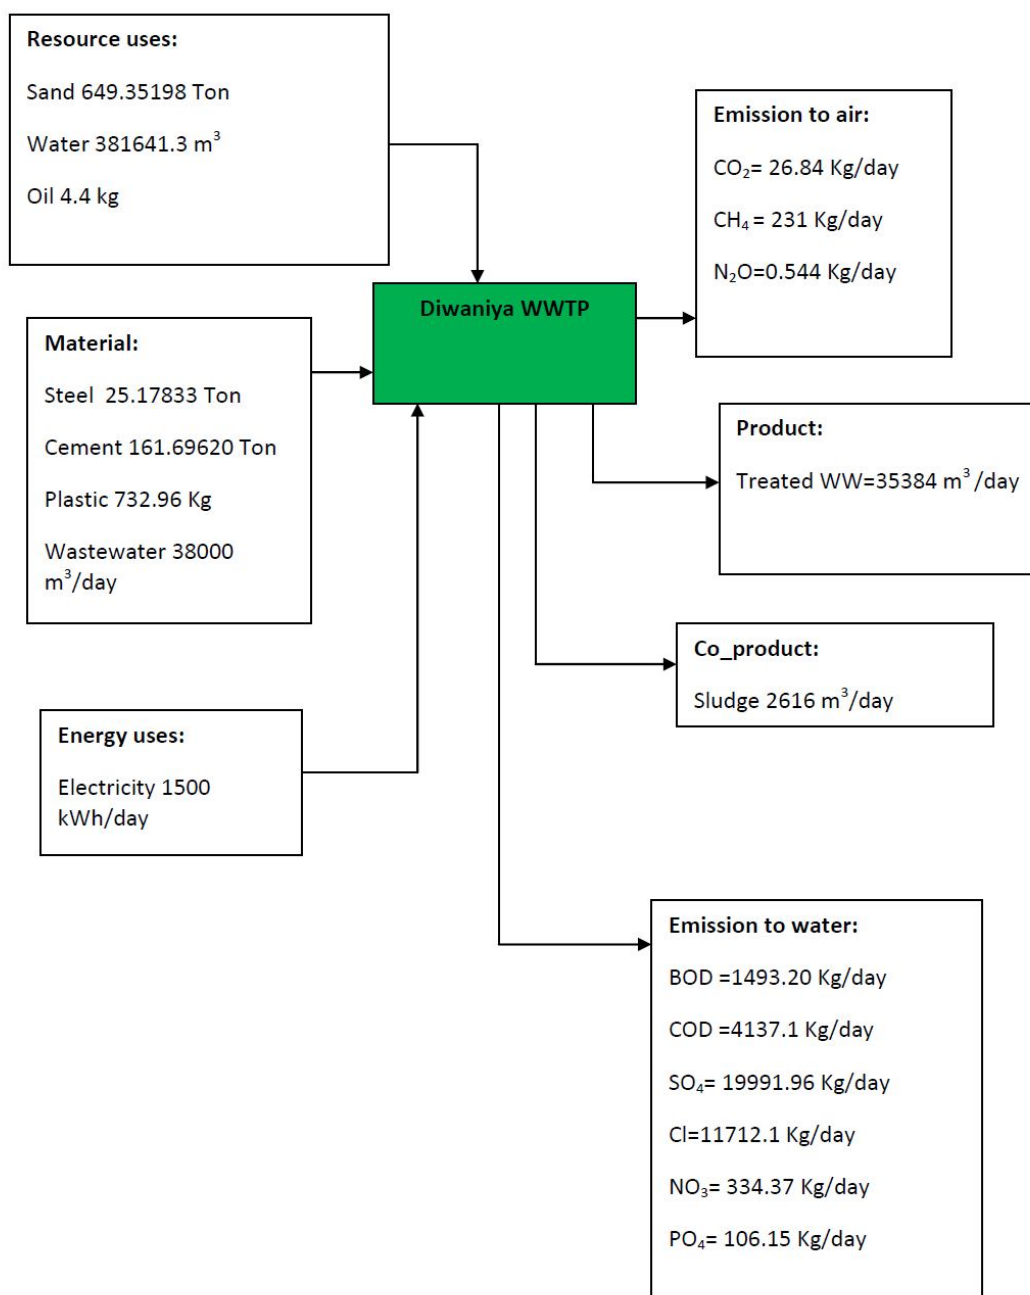 Resource uses:
Sand 649.35198 Ton
Water 381641.3 m³
Oil 4.4 kg
Emission to air:
CO₂= 26.84 Kg/day
CH₄ = 231 Kg/day
N₂O=0.544 Kg/day
Diwaniya WWTP
Material:
Steel  25.17833 Ton
Cement 161.69620 Ton
Plastic 732.96 Kg
Wastewater 38000
m³/day
Product:
Treated WW=35384 m³/day
Co_product:
Sludge 2616 m³/day
Energy uses:
Electricity 1500
kWh/day
Emission to water:
BOD =1493.20 Kg/day
COD =4137.1 Kg/day
SO₄= 19991.96 Kg/day
Cl=11712.1 Kg/day
NO₃= 334.37 Kg/day
PO₄= 106.15 Kg/day